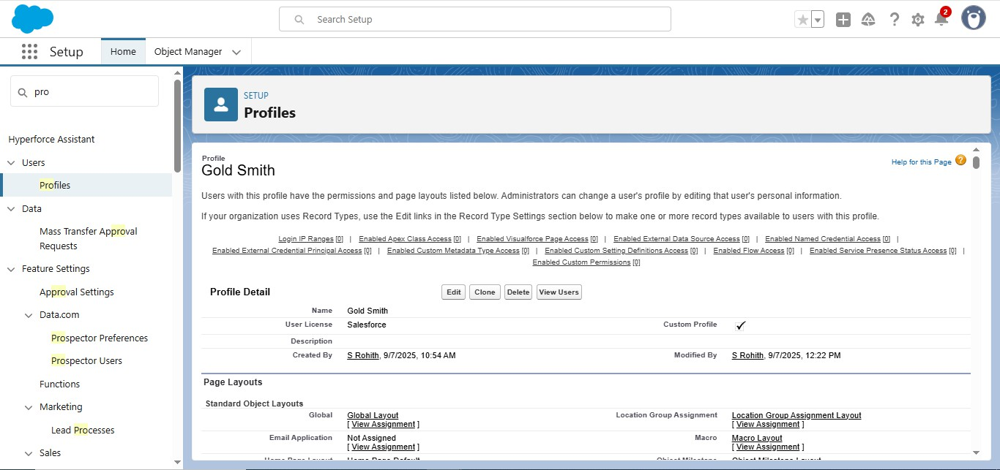 Search Setup
2
Setup
Home
Object Manager
pro
Hyperforce Assistant
Users
Profiles
Data
Mass Transfer Approval
Requests
Feature Settings
Approval Settings
Data.com
Prospector Preferences
Prospector Users
Functions
Marketing
Lead Processes
Sales
SETUP
Profiles
Profile
Gold Smith
Help for this Page ?
Users with this profile have the permissions and page layouts listed below. Administrators can change a user's profile by editing that user's personal information.
If your organization uses Record Types, use the Edit links in the Record Type Settings section below to make one or more record types available to users with this profile.
Login IP Ranges [0] | Enabled Apex Class Access [0] | Enabled Visualforce Page Access [0] | Enabled External Data Source Access [0] | Enabled Named Credential Access [0] |
Enabled External Credential Principal Access [0] | Enabled Custom Metadata Type Access [0] | Enabled Custom Setting Definitions Access [0] | Enabled Flow Access [0] | Enabled Service Presence Status Access [0] |
Enabled Custom Permissions [0]
Profile Detail
Edit Clone Delete View Users
Name Gold Smith
User License Salesforce Custom Profile ✓
Description
Created By S Rohith, 9/7/2025, 10:54 AM Modified By S Rohith, 9/7/2025, 12:22 PM
Page Layouts
Standard Object Layouts
Global Global Layout Location Group Assignment Location Group Assignment Layout
[ View Assignment ] [ View Assignment ]
Email Application Not Assigned Macro Macro Layout
[ View Assignment ] [ View Assignment ]
Home Page Layout Home Page Default Object Milestone Object Milestone Layout